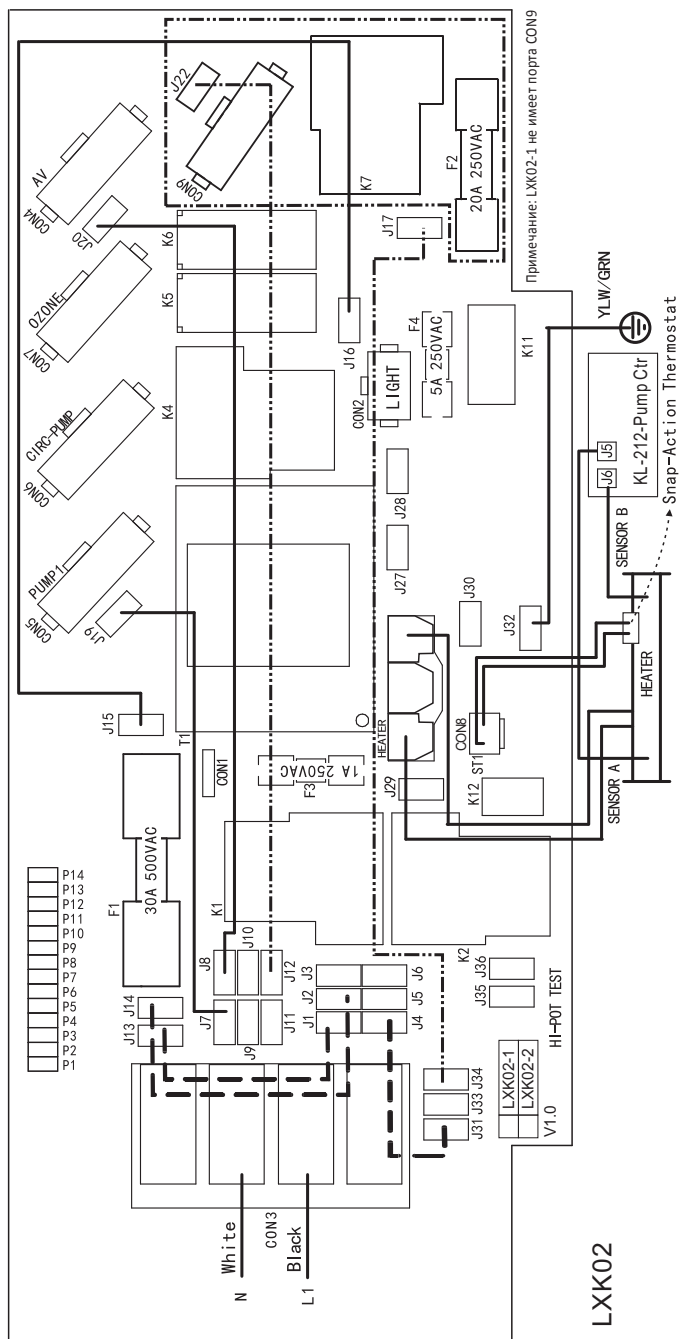 CON4
AV
J20
CON7
OZONE
CON6
CIRC-PUMP
CON5
PUMP1
J19
J22
CON9
K7
F2
20A 250VAC
Примечание: LXK02-1 не имеет порта CON9
K6
K5
K4
J17
J16
CON2
LIGHT
F4
5A 250VAC
K11
J28
J27
J30
J32
YLW/GRN
J5
J6
KL-212-Pump Ctr
Snap-Action Thermostat
SENSOR B
HEATER
SENSOR A
J15
T1
CON1
1A 250VAC
F3
HEATER
J29
CON8
ST1
K12
F1
30A 500VAC
K1
K2
P14
P13
P12
P11
P10
P9
P8
P7
P6
P5
P4
P3
P2
P1
J14
J13
J8
J10
J12
J7
J9
J11
J3
J6
J2
J5
J1
J4
J36
J35
HI-POT TEST
J34
J33
J31
LXK02-1
LXK02-2
V1.0
White
N
CON3
Black
L1
LXK02